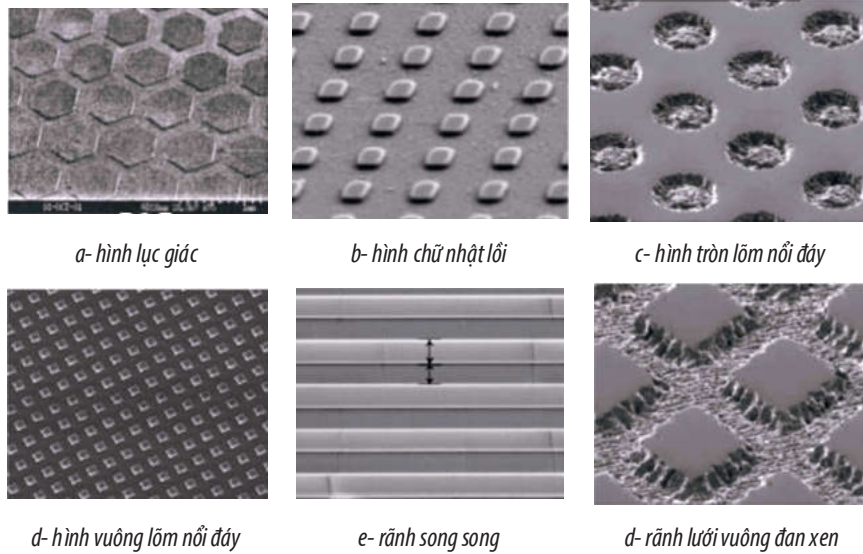 a- hình lục giác
b- hình chữ nhật lồi
c- hình tròn lõm nổi đáy
d- hình vuông lõm nổi đáy
e- rãnh song song
d- rãnh lưới vuông đan xen